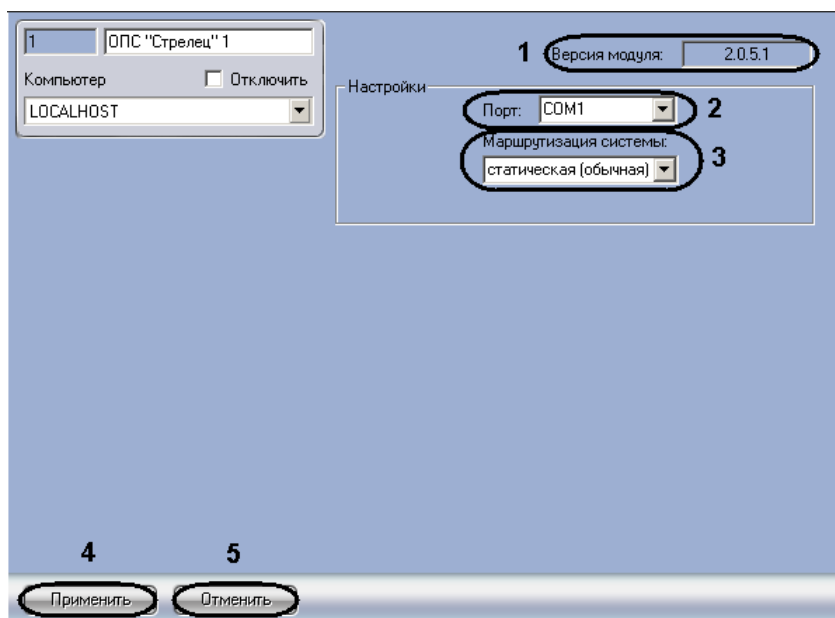 1 ОПС "Стрелец" 1
1 Версия модуля: 2.0.5.1
Компьютер Отключить
Настройки
LOCALHOST
Порт: COM1 2
Маршрутизация системы:
статическая (обычная) 3
4 5
Применить Отменить